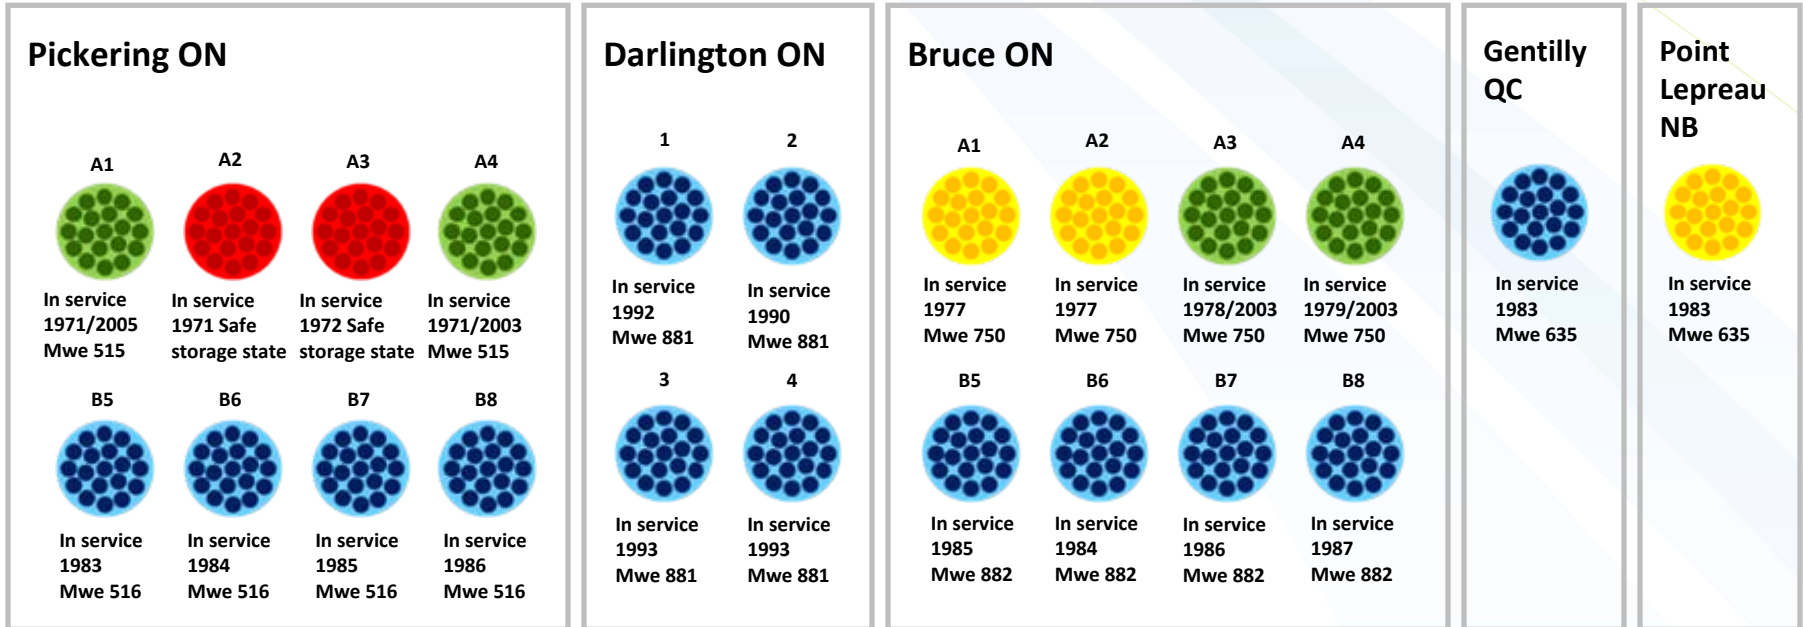 Pickering ON
A1
In service
1971/2005
Mwe 515
A2
In service
1971 Safe
storage state
A3
In service
1972 Safe
storage state
A4
In service
1971/2003
Mwe 515
B5
In service
1983
Mwe 516
B6
In service
1984
Mwe 516
B7
In service
1985
Mwe 516
B8
In service
1986
Mwe 516
Darlington ON
1
In service
1992
Mwe 881
2
In service
1990
Mwe 881
3
In service
1993
Mwe 881
4
In service
1993
Mwe 881
Bruce ON
A1
In service
1977
Mwe 750
A2
In service
1977
Mwe 750
A3
In service
1978/2003
Mwe 750
A4
In service
1979/2003
Mwe 750
B5
In service
1985
Mwe 882
B6
In service
1984
Mwe 882
B7
In service
1986
Mwe 882
B8
In service
1987
Mwe 882
Gentilly
QC
In service
1983
Mwe 635
Point
Lepreau
NB
In service
1983
Mwe 635